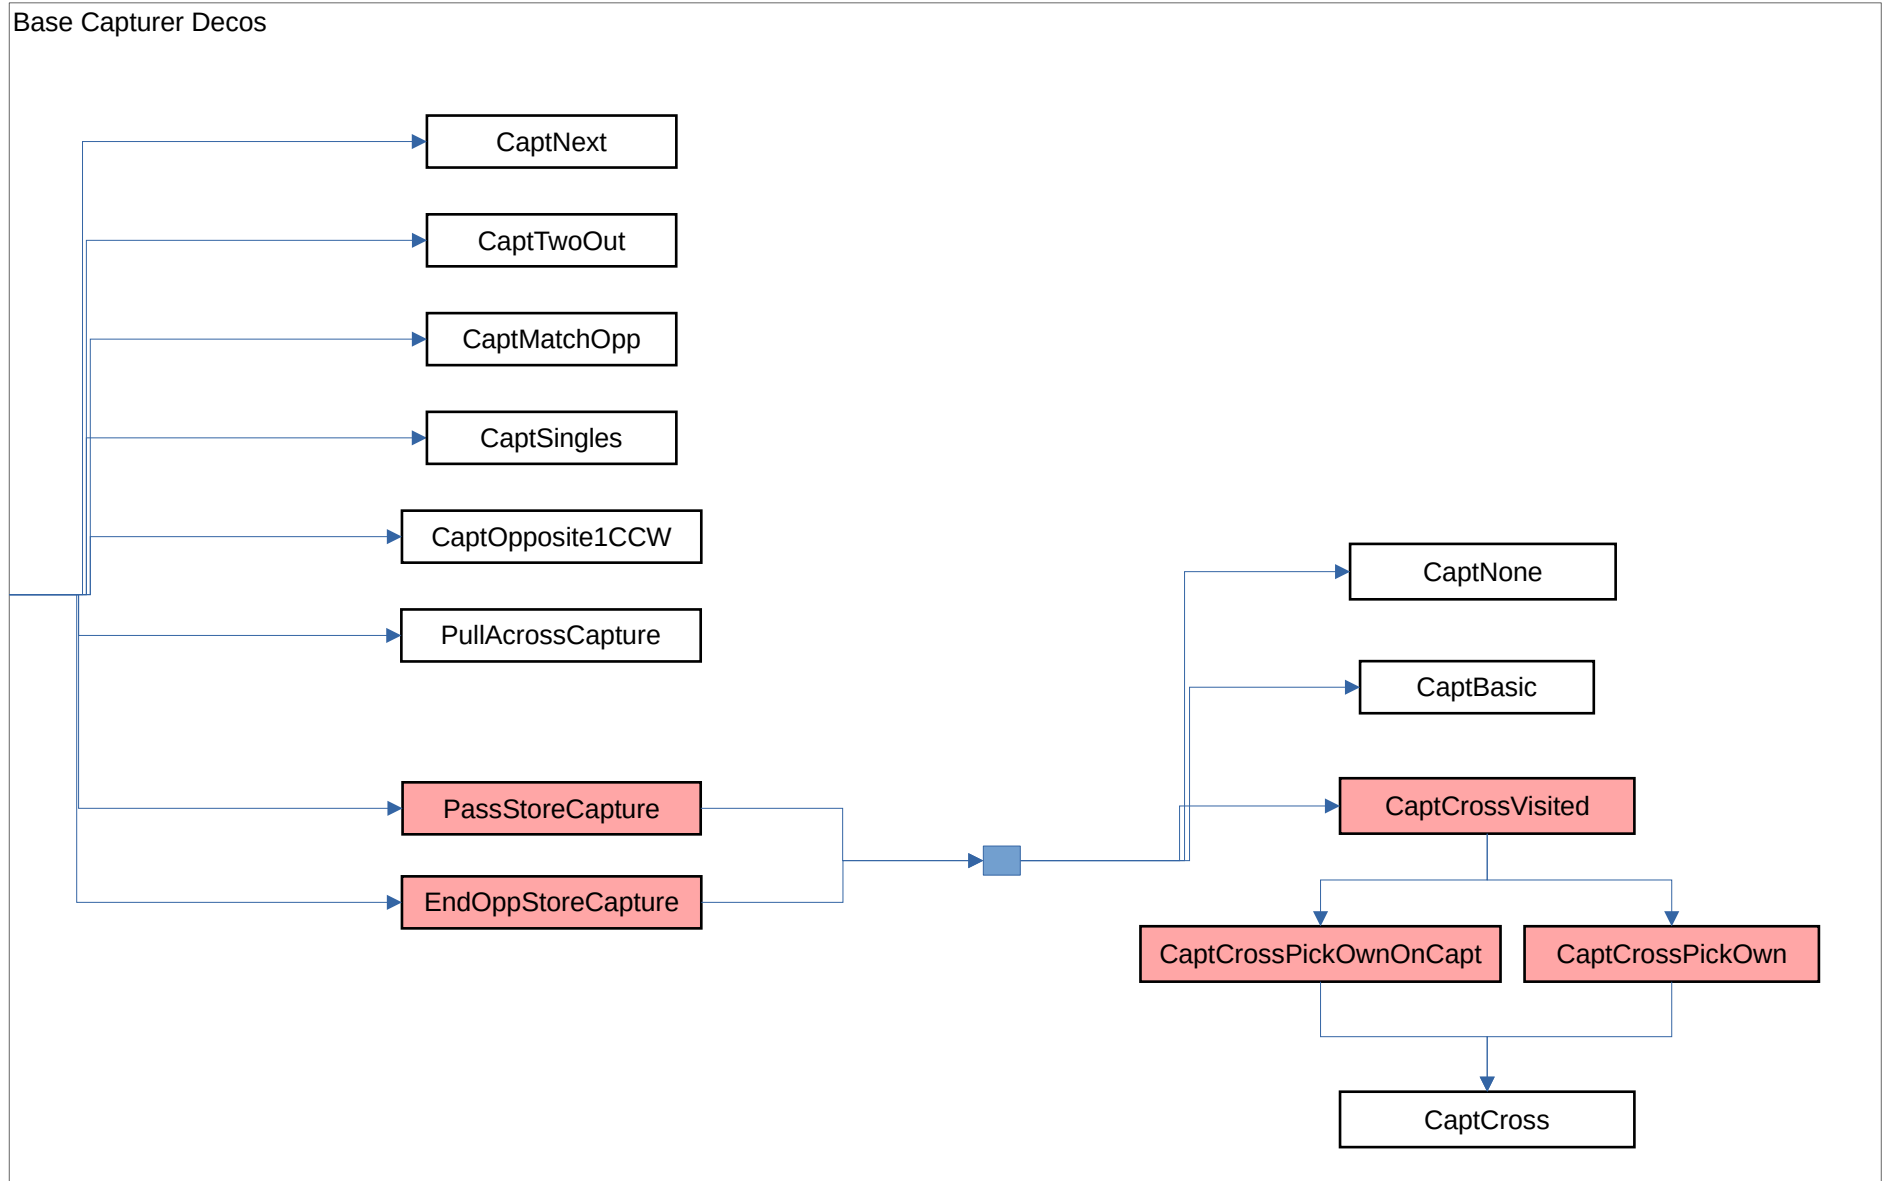 Base Capturer Decos
CaptNext
CaptTwoOut
CaptMatchOpp
CaptSingles
CaptOpposite1CCW
PullAcrossCapture
PassStoreCapture
EndOppStoreCapture
CaptNone
CaptBasic
CaptCrossVisited
CaptCrossPickOwnOnCapt
CaptCrossPickOwn
CaptCross